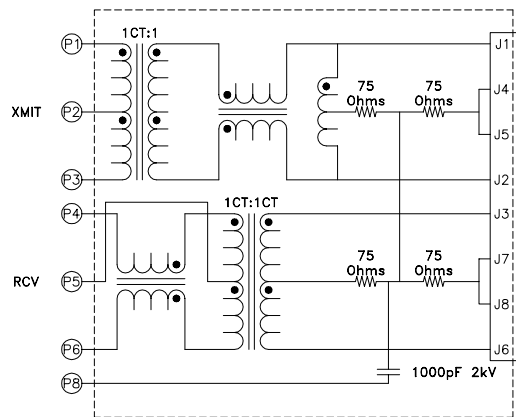 1CT:1
P1
J1
XMIT
P2
75 Ohms
75 Ohms
J4
J5
P3
J2
P4
1CT:1CT
J3
RCV
P5
75 Ohms
75 Ohms
J7
J8
P6
J6
P8
1000pF 2kV